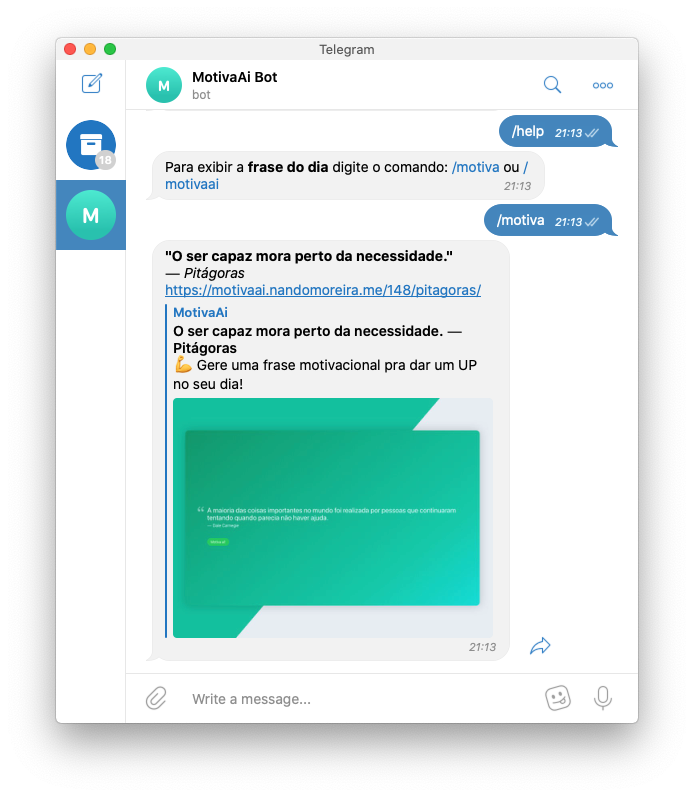 Telegram
MotivaAi Bot
bot
/help 21:13
18
Para exibir a frase do dia digite o comando: /motiva ou /
motivaai 21:13
M
/motiva 21:13
"O ser capaz mora perto da necessidade."
— Pitágoras
https://motivaai.nandomoreira.me/148/pitagoras/
MotivaAi
O ser capaz mora perto da necessidade. —
Pitágoras
💪 Gere uma frase motivacional pra dar um UP
no seu dia!
“ A maioria das coisas importantes no mundo foi realizada por pessoas que continuaram
tentando quando parecia não haver ajuda.
— Dale Carnegie
21:13
Write a message...